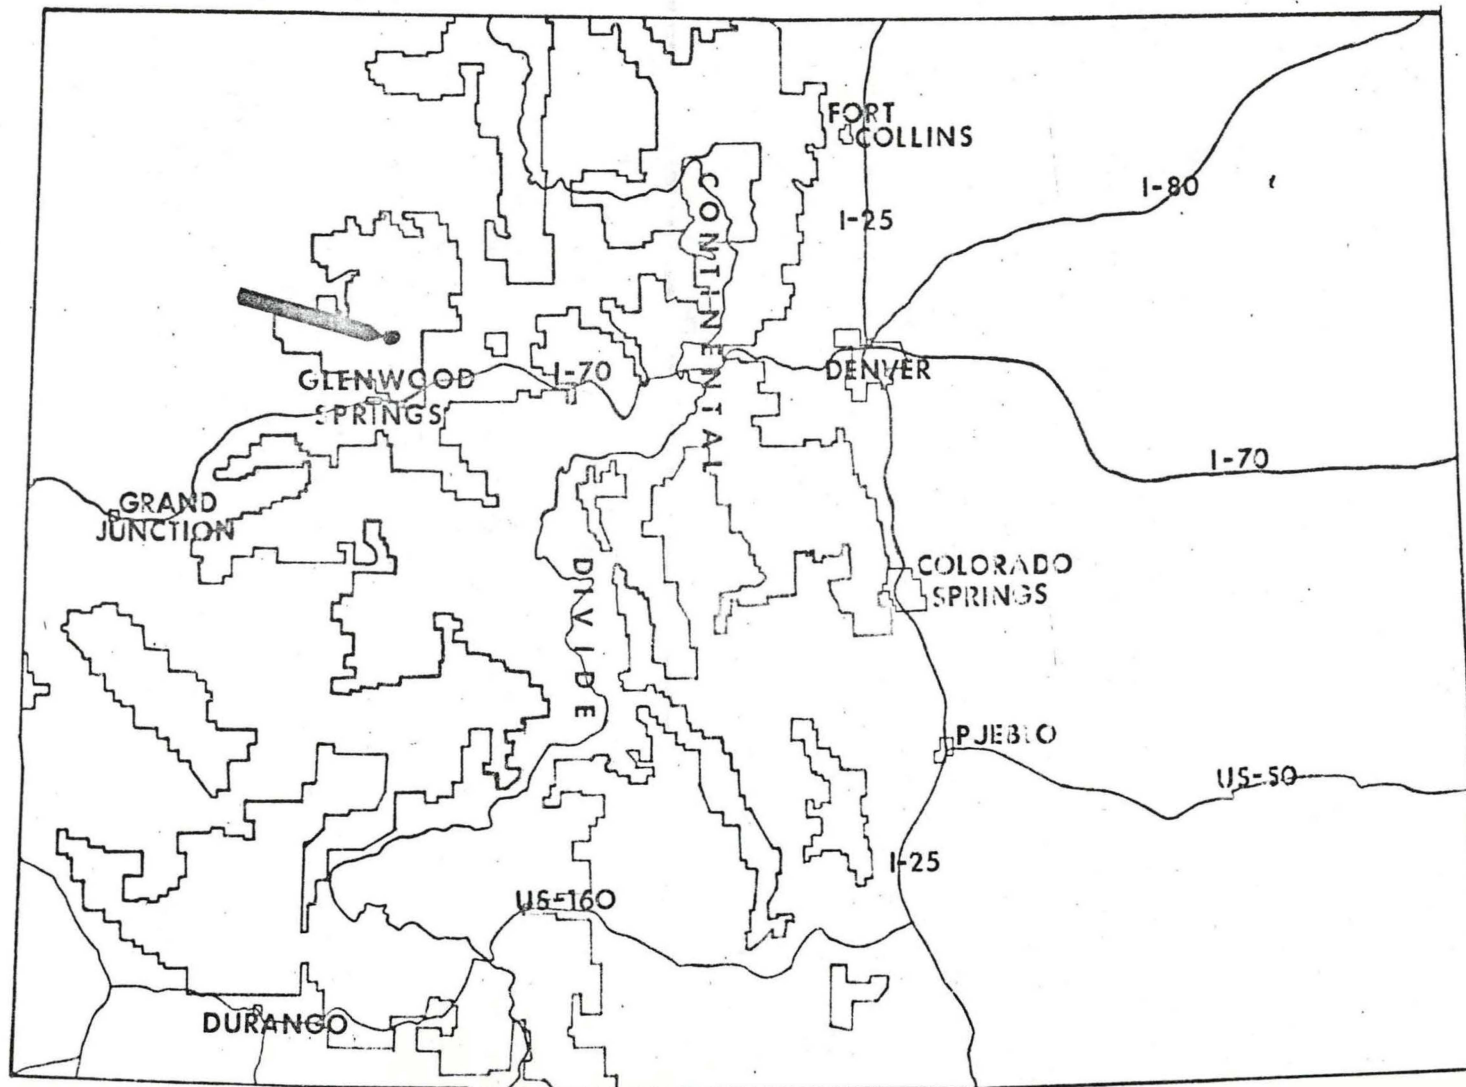 FORT
COLLINS
I-80
I-25
CONTINENTAL
GLENWOOD
SPRINGS
I-70
DENVER
I-70
GRAND
JUNCTION
COLORADO
SPRINGS
DIVIDE
PUEBLO
US-50
I-25
US-160
DURANGO